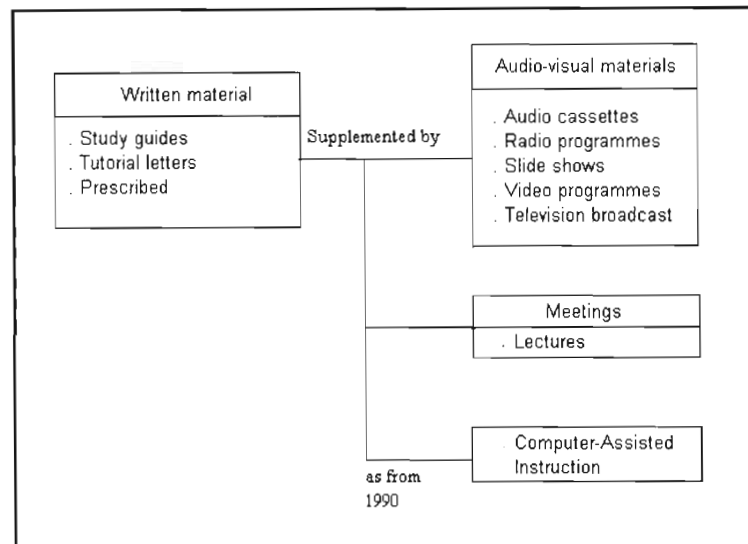 Written material
. Study guides
. Tutorial letters
. Prescribed
Supplemented by
Audio-visual materials
. Audio cassettes
. Radio programmes
. Slide shows
. Video programmes
. Television broadcast
Meetings
. Lectures
. Computer-Assisted
Instruction
as from
1990